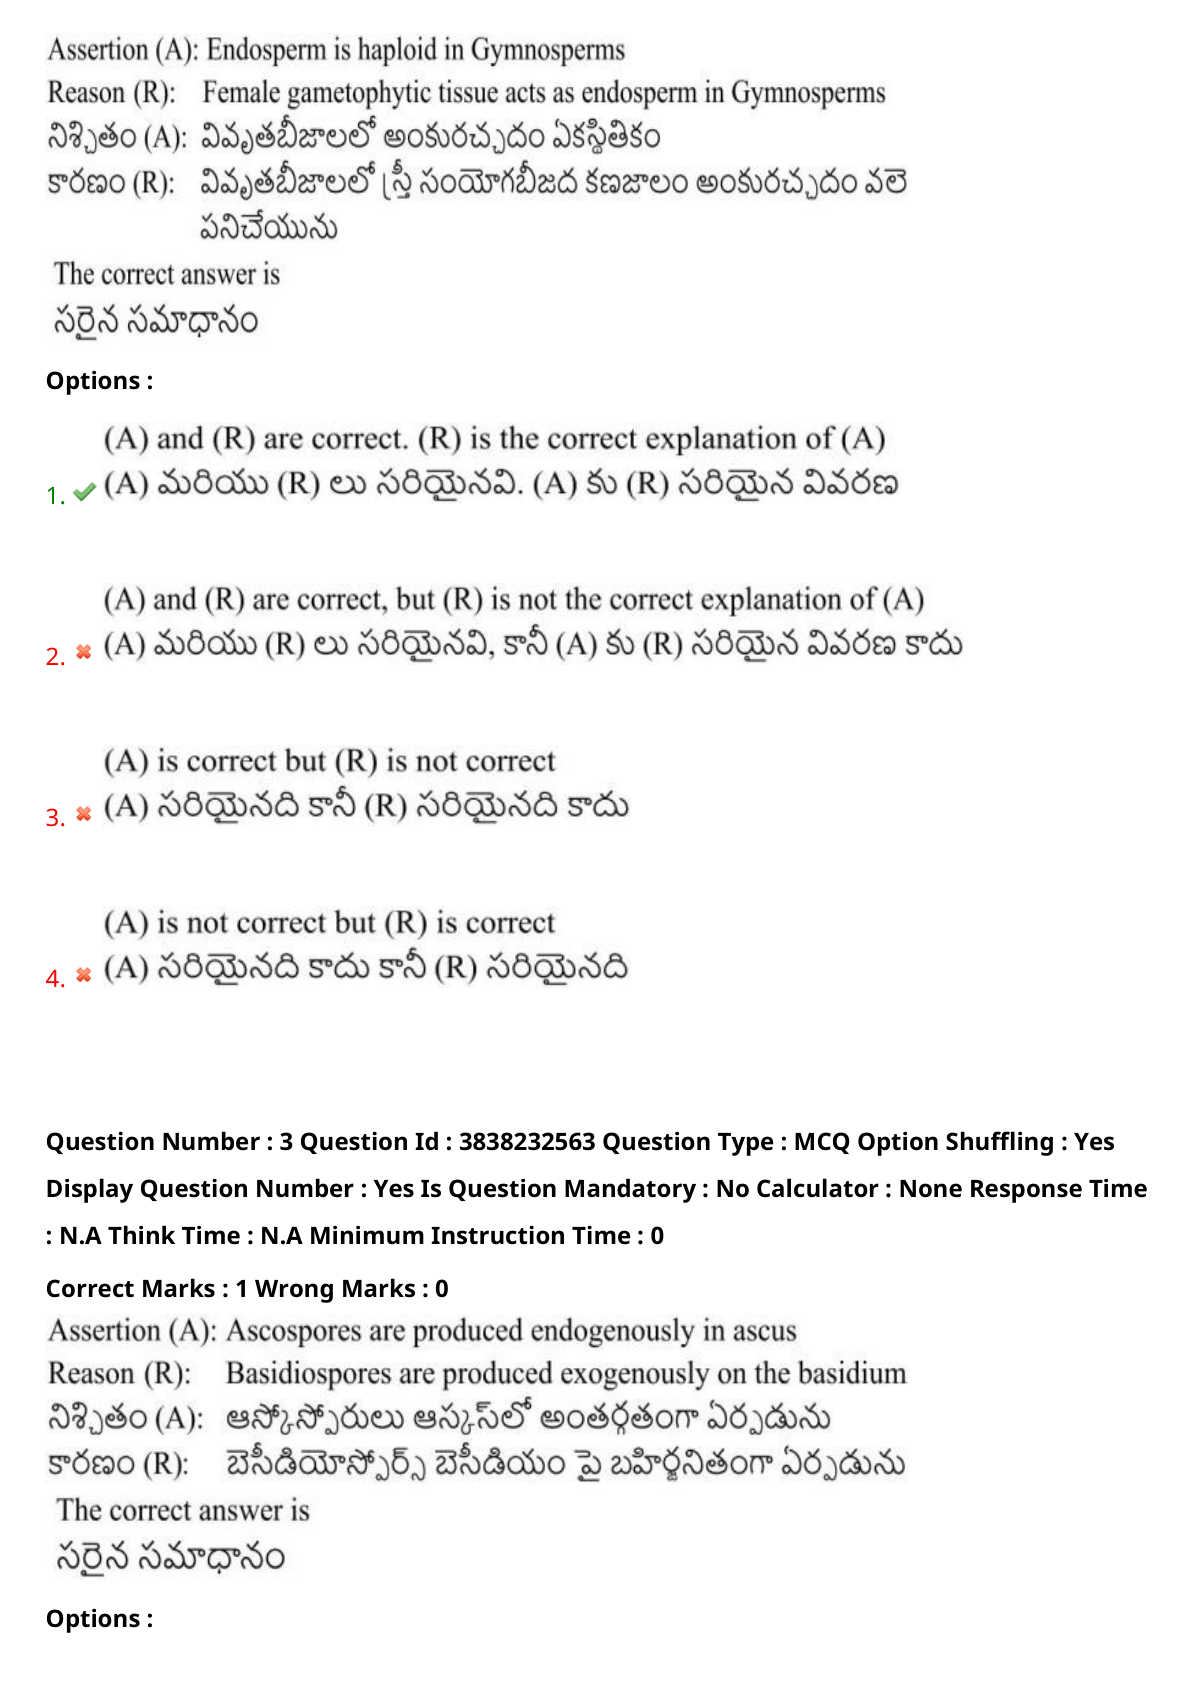 Assertion (A): Endosperm is haploid in Gymnosperms
Reason (R): Female gametophytic tissue acts as endosperm in Gymnosperms
నిశ్చితం (A): వివృతబీజాలలో అంకురచ్ఛదం ఏకస్థితికం
కారణం (R): వివృతబీజాలలో స్త్రీ సంయోగబీజద కణజాలం అంకురచ్ఛదం వలె
పనిచేయును
The correct answer is
సరైన సమాధానం
Options :
(A) and (R) are correct. (R) is the correct explanation of (A)
1. (A) మరియు (R) లు సరియైనవి. (A) కు (R) సరియైన వివరణ
(A) and (R) are correct, but (R) is not the correct explanation of (A)
2. (A) మరియు (R) లు సరియైనవి, కానీ (A) కు (R) సరియైన వివరణ కాదు
(A) is correct but (R) is not correct
3. (A) సరియైనది కానీ (R) సరియైనది కాదు
(A) is not correct but (R) is correct
4. (A) సరియైనది కాదు కానీ (R) సరియైనది
Question Number : 3 Question Id : 3838232563 Question Type : MCQ Option Shuffling : Yes
Display Question Number : Yes Is Question Mandatory : No Calculator : None Response Time
: N.A Think Time : N.A Minimum Instruction Time : 0
Correct Marks : 1 Wrong Marks : 0
Assertion (A): Ascospores are produced endogenously in ascus
Reason (R): Basidiospores are produced exogenously on the basidium
నిశ్చితం (A): ఆస్కోస్పోరులు ఆస్కస్‌లో అంతర్గతంగా ఏర్పడును
కారణం (R): బెసీడియోస్పోర్స్ బెసీడియం పై బహిర్జనితంగా ఏర్పడును
The correct answer is
సరైన సమాధానం
Options :